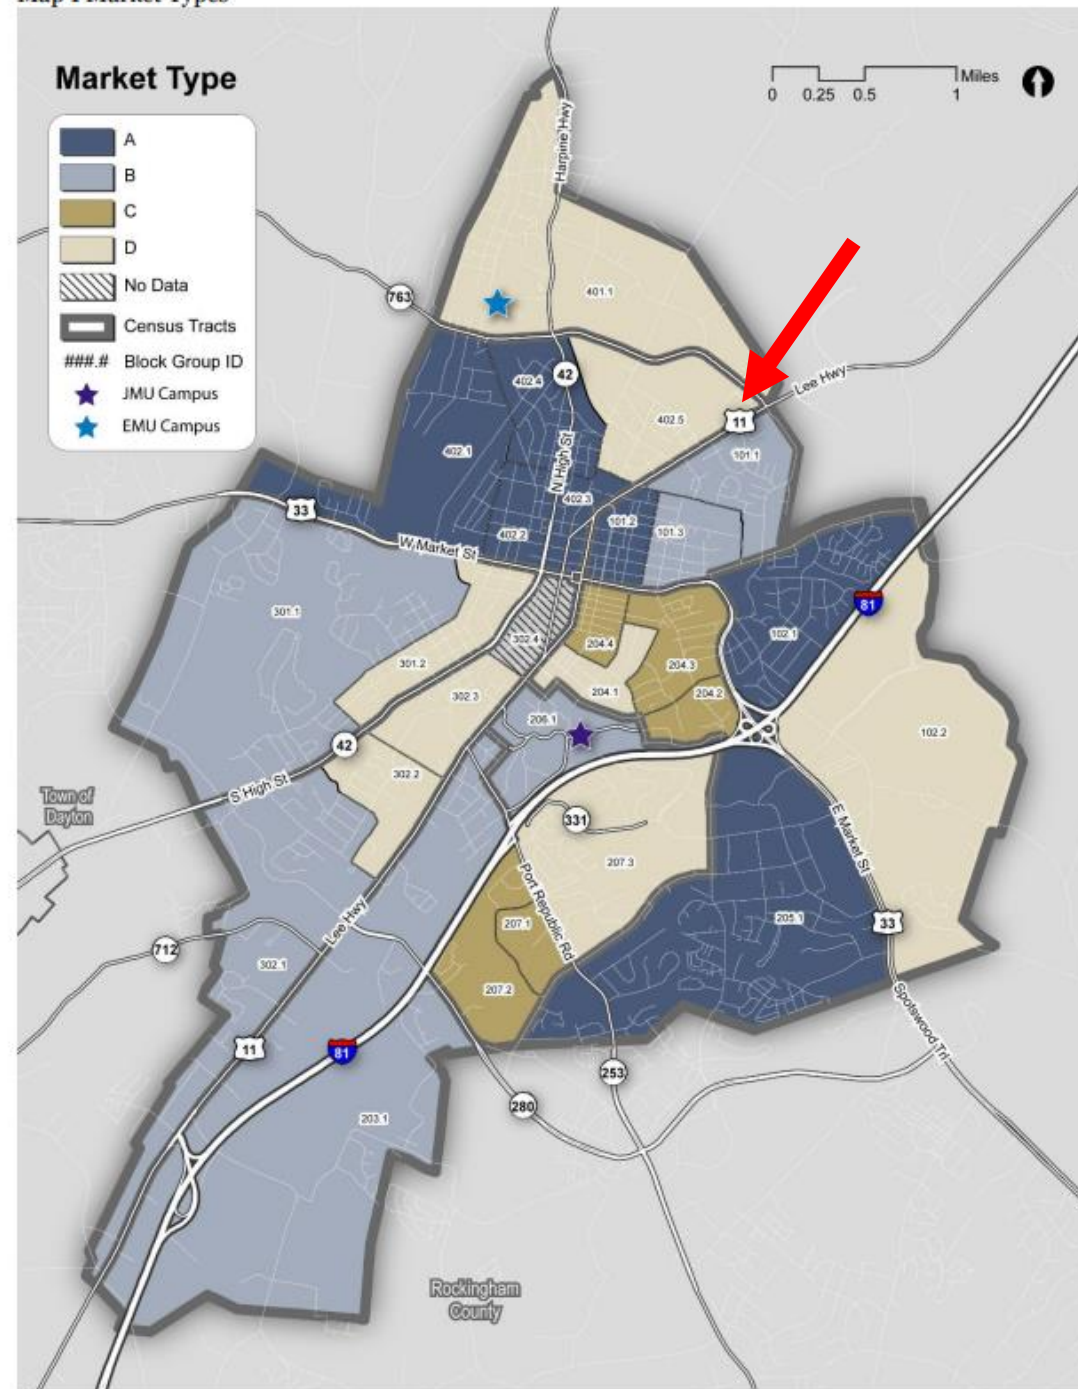 Map 1 Market Types
Market Type
Miles
0 0.25 0.5 1
A
B
C
D
No Data
Census Tracts
###.# Block Group ID
JMU Campus
EMU Campus
Harpine Hwy
763
401.1
42
402.4
Lee Hwy
11
402.5
402.1
101.1
N High St
402.3
33
101.2
101.3
402.2
W Market St
81
301.1
302.4
204.4
102.1
301.2
204.3
302.3
204.1
204.2
206.1
102.2
42
302.2
S High St
Town of
Dayton
331
E Market St
207.3
Port Republic Rd
205.1
33
207.1
Lee Hwy
712
302.1
207.2
Spotswood Trl
11
81
253
280
203.1
Rockingham
County